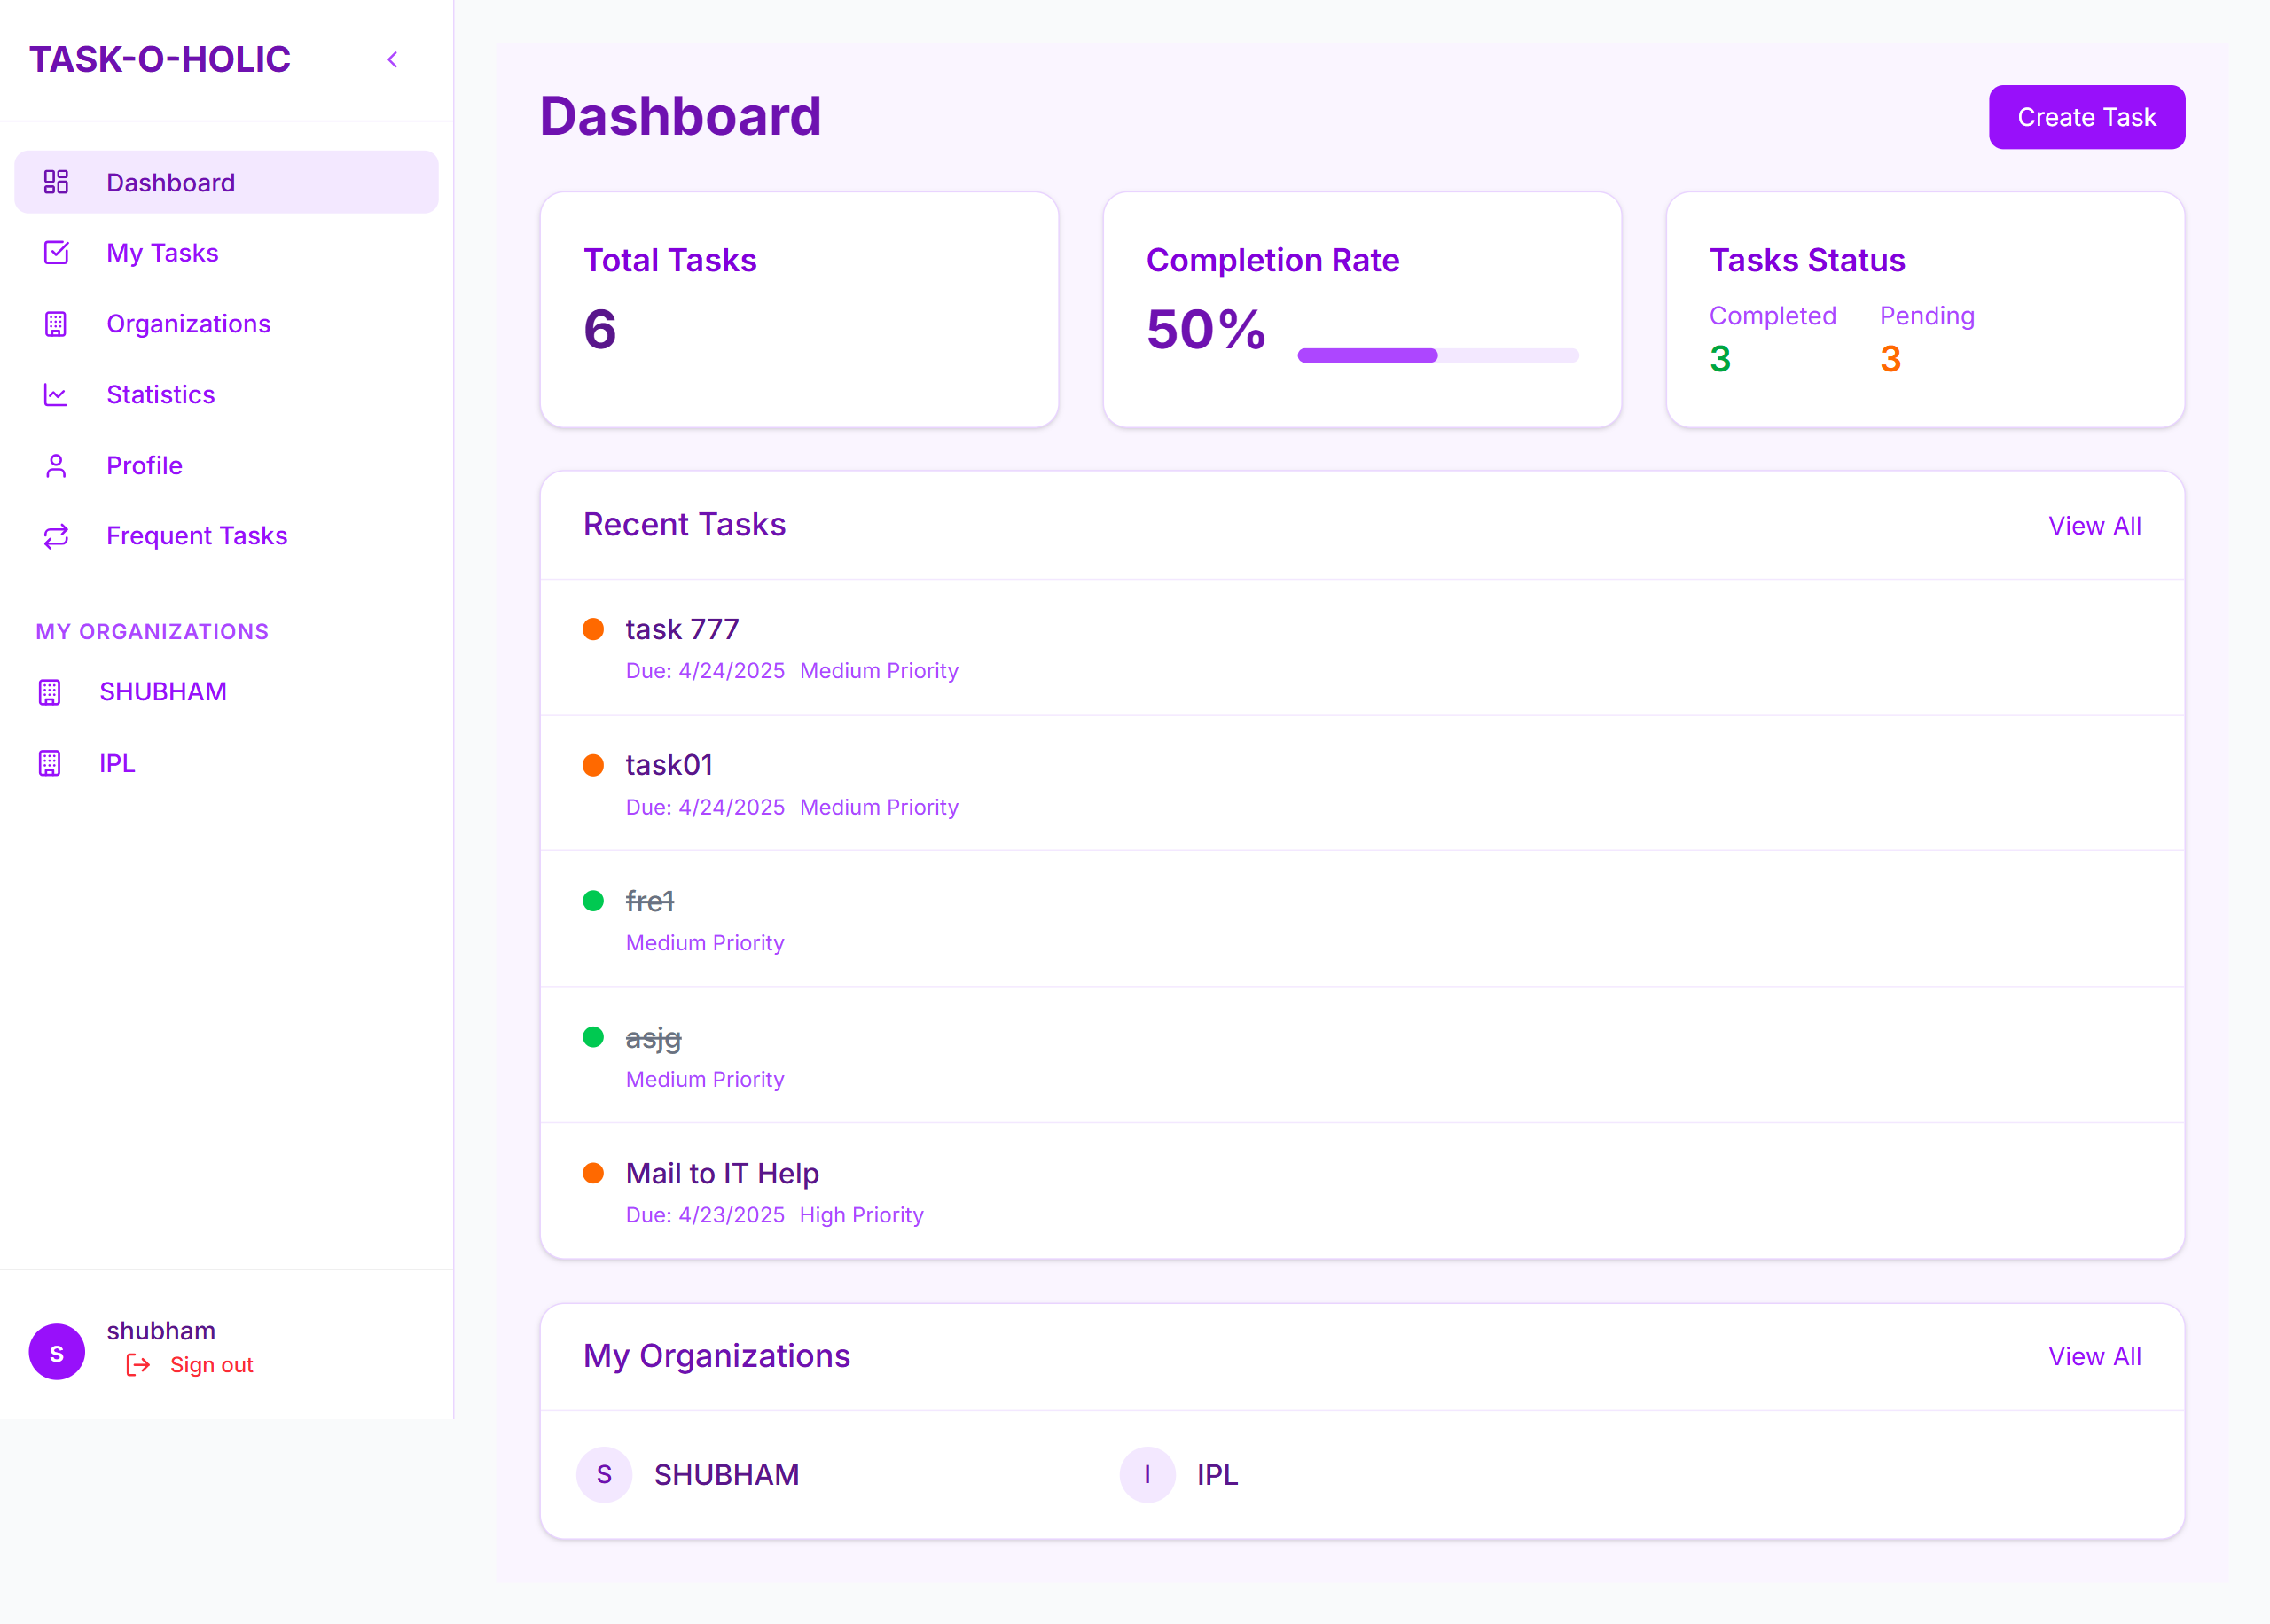 TASK-O-HOLIC
Dashboard
My Tasks
Organizations
Statistics
Profile
Frequent Tasks
MY ORGANIZATIONS
SHUBHAM
IPL
S
shubham
Sign out
Dashboard
Create Task
Total Tasks
6
Completion Rate
50%
Tasks Status
Completed Pending
3 3
Recent Tasks
View All
task 777
Due: 4/24/2025 Medium Priority
task01
Due: 4/24/2025 Medium Priority
fre1
Medium Priority
asjg
Medium Priority
Mail to IT Help
Due: 4/23/2025 High Priority
My Organizations
View All
S SHUBHAM
I IPL